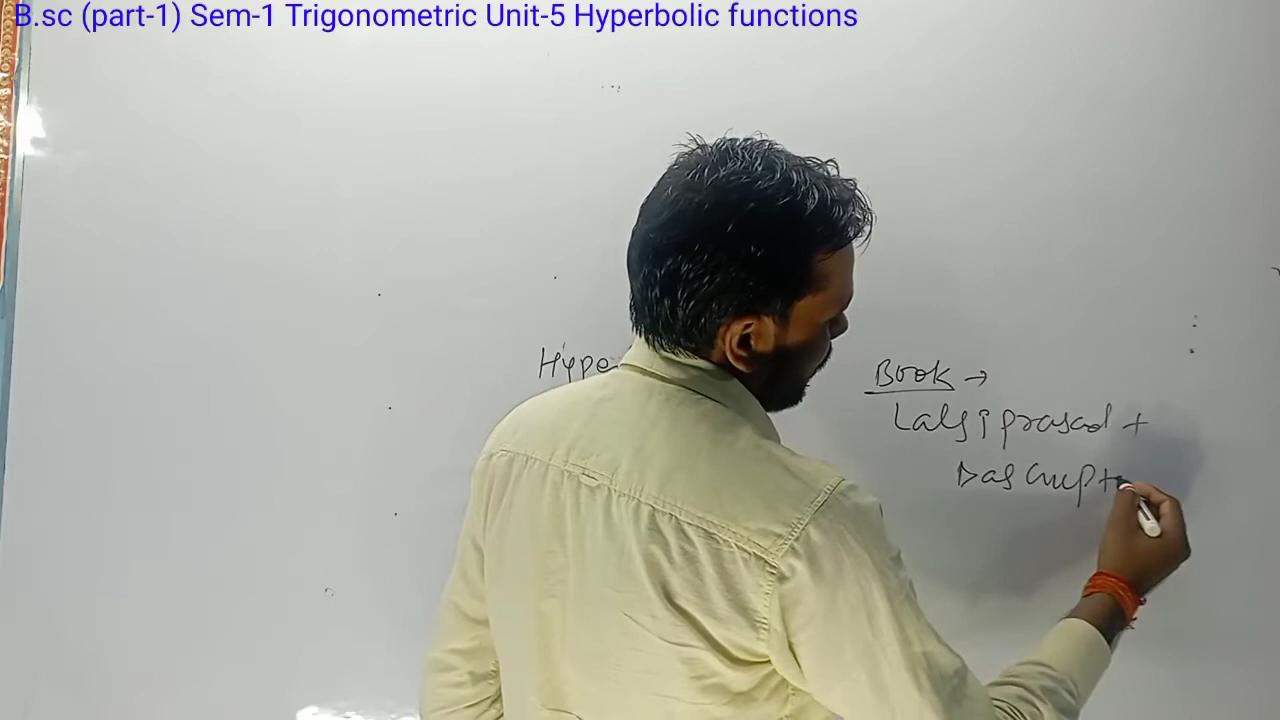 B.sc (part-1) Sem-1 Trigonometric Unit-5 Hyperbolic functions
Hype
Book →
Lalji prasad +
Das Gupta